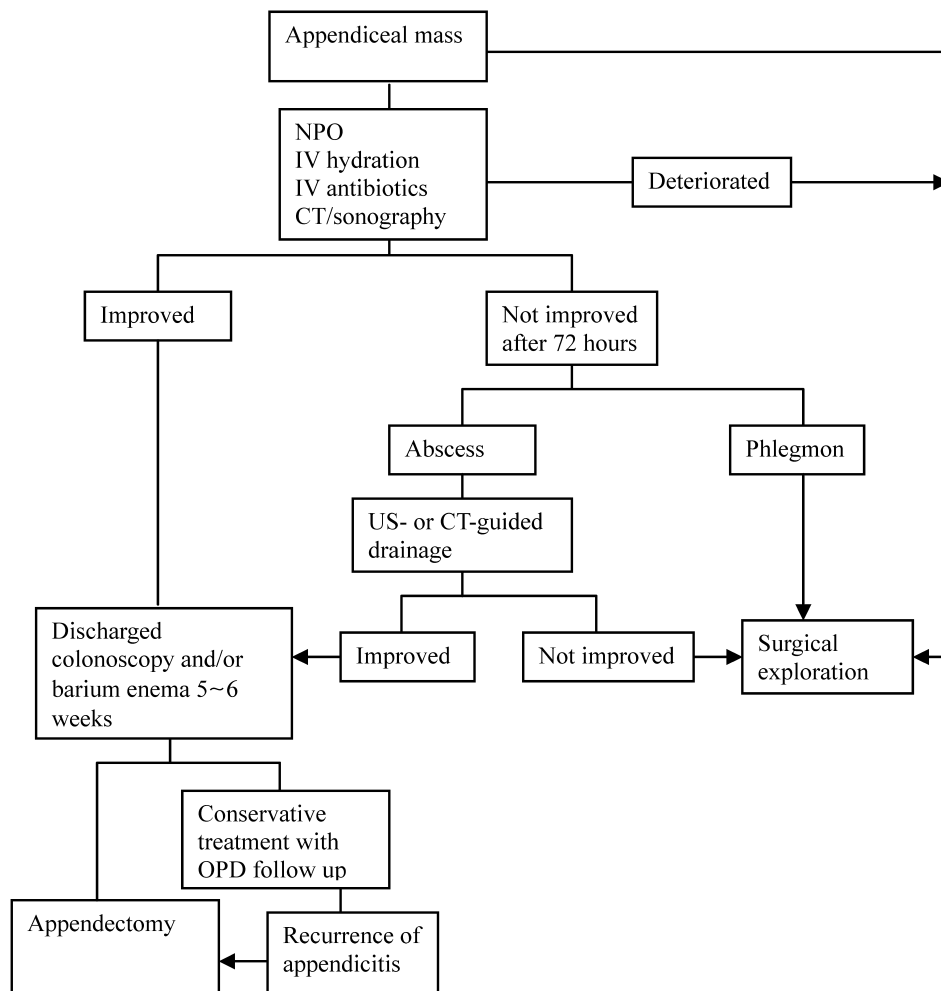 Appendiceal mass
NPO
IV hydration
IV antibiotics
CT/sonography
Deteriorated
Improved
Not improved
after 72 hours
Abscess
Phlegmon
US- or CT-guided
drainage
Discharged
colonoscopy and/or
barium enema 5~6
weeks
Improved
Not improved
Surgical
exploration
Conservative
treatment with
OPD follow up
Appendectomy
Recurrence of
appendicitis